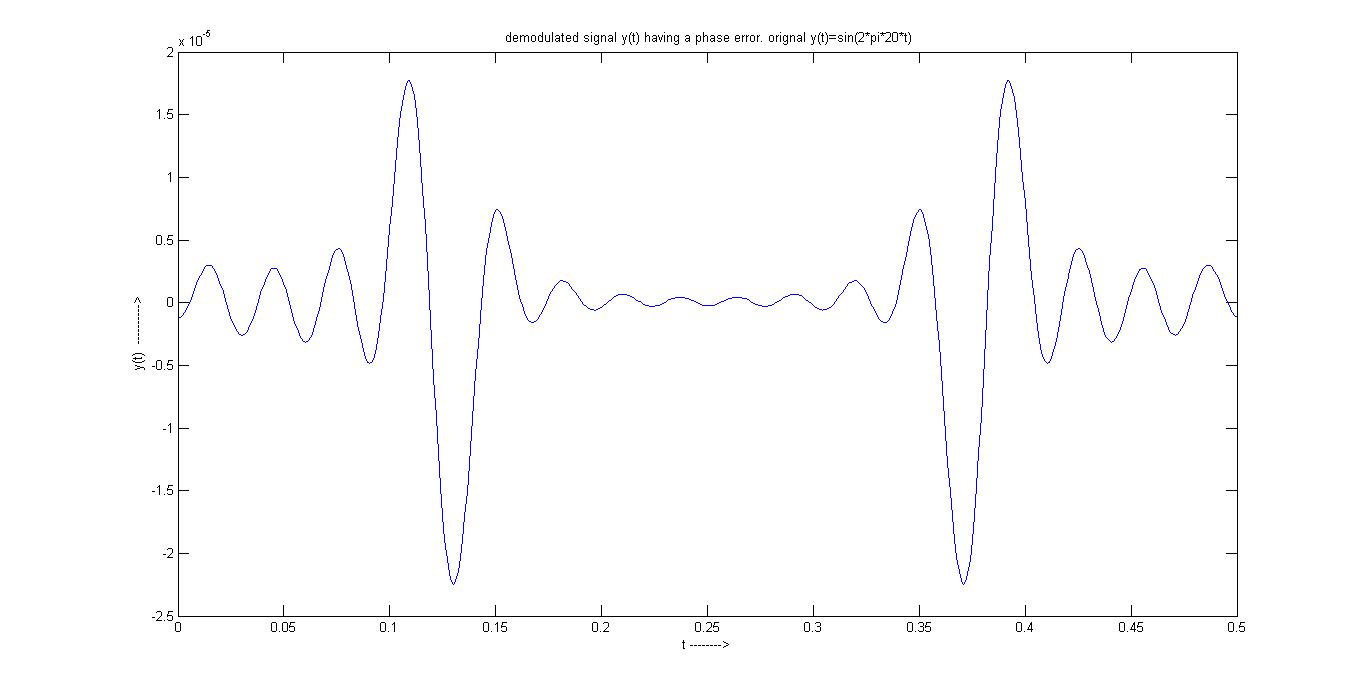 demodulated signal y(t) having a phase error. orignal y(t)=sin(2*pi*20*t)
x 10-5
2
1.5
1
0.5
0
-0.5
-1
-1.5
-2
-2.5
y(t) ---------->
0 0.05 0.1 0.15 0.2 0.25 0.3 0.35 0.4 0.45 0.5
t -------->